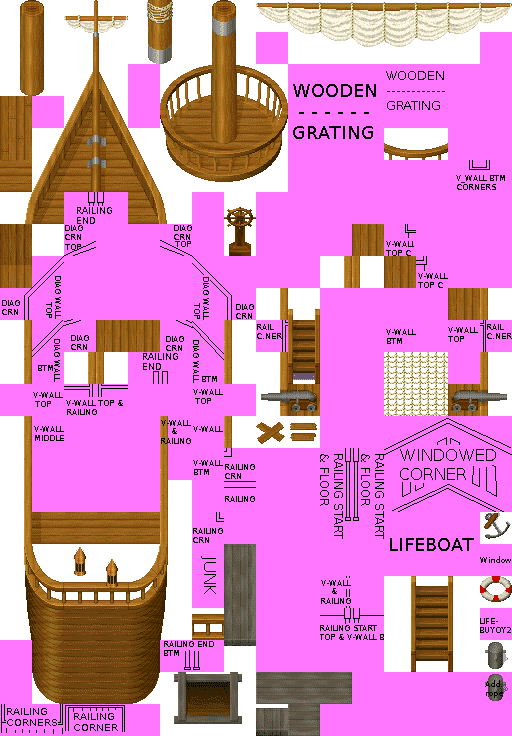 WOODEN
- - - - - -
GRATING
WOODEN
------------
GRATING
V_WALL BTM
CORNERS
RAILING
END
DIAG
CRN
TOP
DIAG
CRN
TOP
V-WALL
TOP C
V-WALL
TOP C
DIAG
CRN
DIAG WALL
TOP
DIAG WALL
TOP
DIAG
CRN
RAIL
C.NER
V-WALL
BTM
V-WALL
TOP
RAIL
C.NER
DIAG
CRN
DIAG
CRN
DIAG WALL
BTM
RAILING
END
DIAG WALL
BTM
V-WALL
TOP
V-WALL TOP &
RAILING
V-WALL
TOP
V-WALL
MIDDLE
V-WALL
&
RAILING
V-WALL
V-WALL
BTM
RAILING
CRN
RAILING
RAILING START
& FLOOR
RAILING START
& FLOOR
WINDOWED
CORNER
RAILING
CRN
LIFEBOAT
JUNK
Window
V-WALL
&
RAILING
LIFE-
BUYOY2
RAILING START
TOP & V-WALL B
RAILING END
BTM
Add
rope
RAILING
CORNERS
RAILING
CORNER